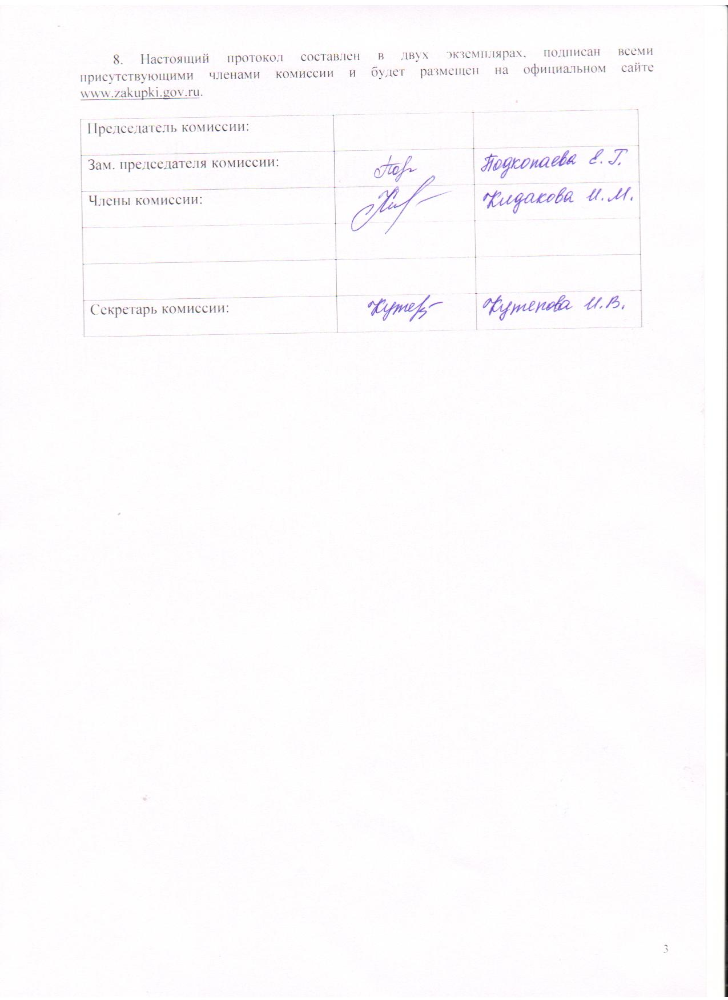 8. Настоящий протокол составлен в двух экземплярах, подписан всеми
присутствующими членами комиссии и будет размещен на официальном сайте
www.zakupki.gov.ru.
Председатель комиссии:
Зам. председателя комиссии: Подкопаева Е. Г.
Члены комиссии: Кидакова И. М.
Секретарь комиссии: Кутепова И. В.
3